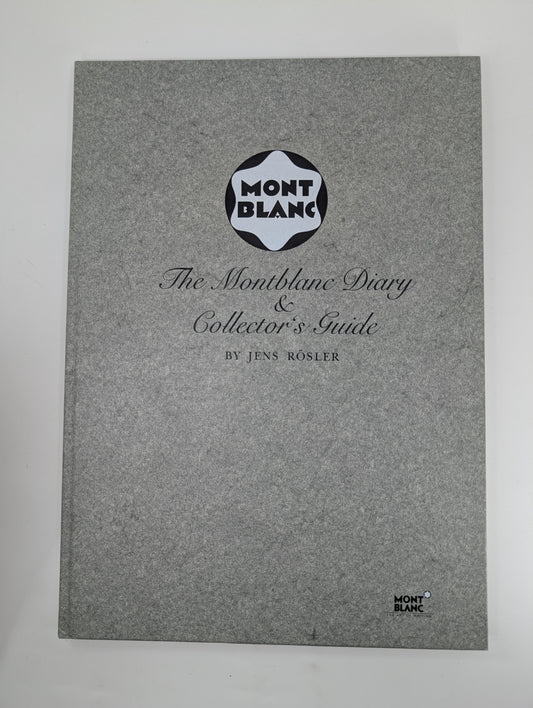 MONT
BLANC
The Montblanc Diary
&
Collector's Guide
BY JENS RÖSLER
MONT
BLANC